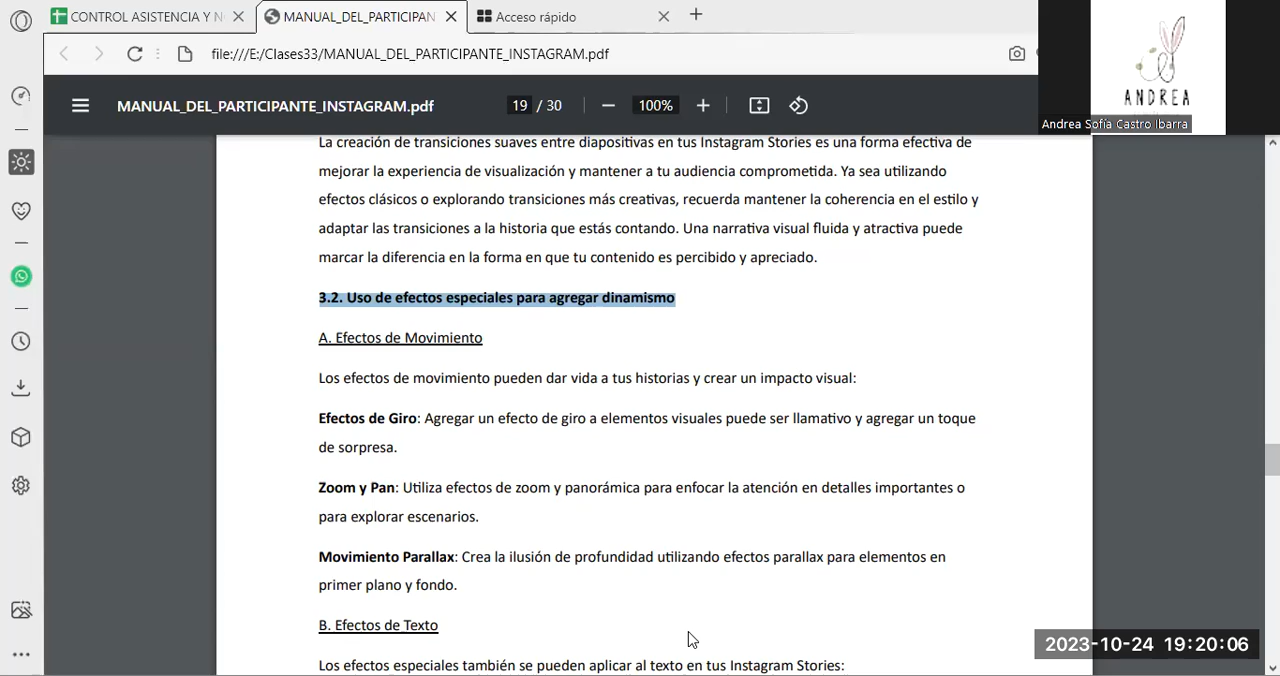 CONTROL ASISTENCIA Y N
MANUAL_DEL_PARTICIPAN
Acceso rápido
file:///E:/Clases33/MANUAL_DEL_PARTICIPANTE_INSTAGRAM.pdf
ANDREA
Andrea Sofía Castro Ibarra
MANUAL_DEL_PARTICIPANTE_INSTAGRAM.pdf
19 / 30
100%
La creación de transiciones suaves entre diapositivas en tus Instagram Stories es una forma efectiva de
mejorar la experiencia de visualización y mantener a tu audiencia comprometida. Ya sea utilizando
efectos clásicos o explorando transiciones más creativas, recuerda mantener la coherencia en el estilo y
adaptar las transiciones a la historia que estás contando. Una narrativa visual fluida y atractiva puede
marcar la diferencia en la forma en que tu contenido es percibido y apreciado.
3.2. Uso de efectos especiales para agregar dinamismo
A. Efectos de Movimiento
Los efectos de movimiento pueden dar vida a tus historias y crear un impacto visual:
Efectos de Giro: Agregar un efecto de giro a elementos visuales puede ser llamativo y agregar un toque
de sorpresa.
Zoom y Pan: Utiliza efectos de zoom y panorámica para enfocar la atención en detalles importantes o
para explorar escenarios.
Movimiento Parallax: Crea la ilusión de profundidad utilizando efectos parallax para elementos en
primer plano y fondo.
B. Efectos de Texto
Los efectos especiales también se pueden aplicar al texto en tus Instagram Stories:
2023-10-24 19:20:06